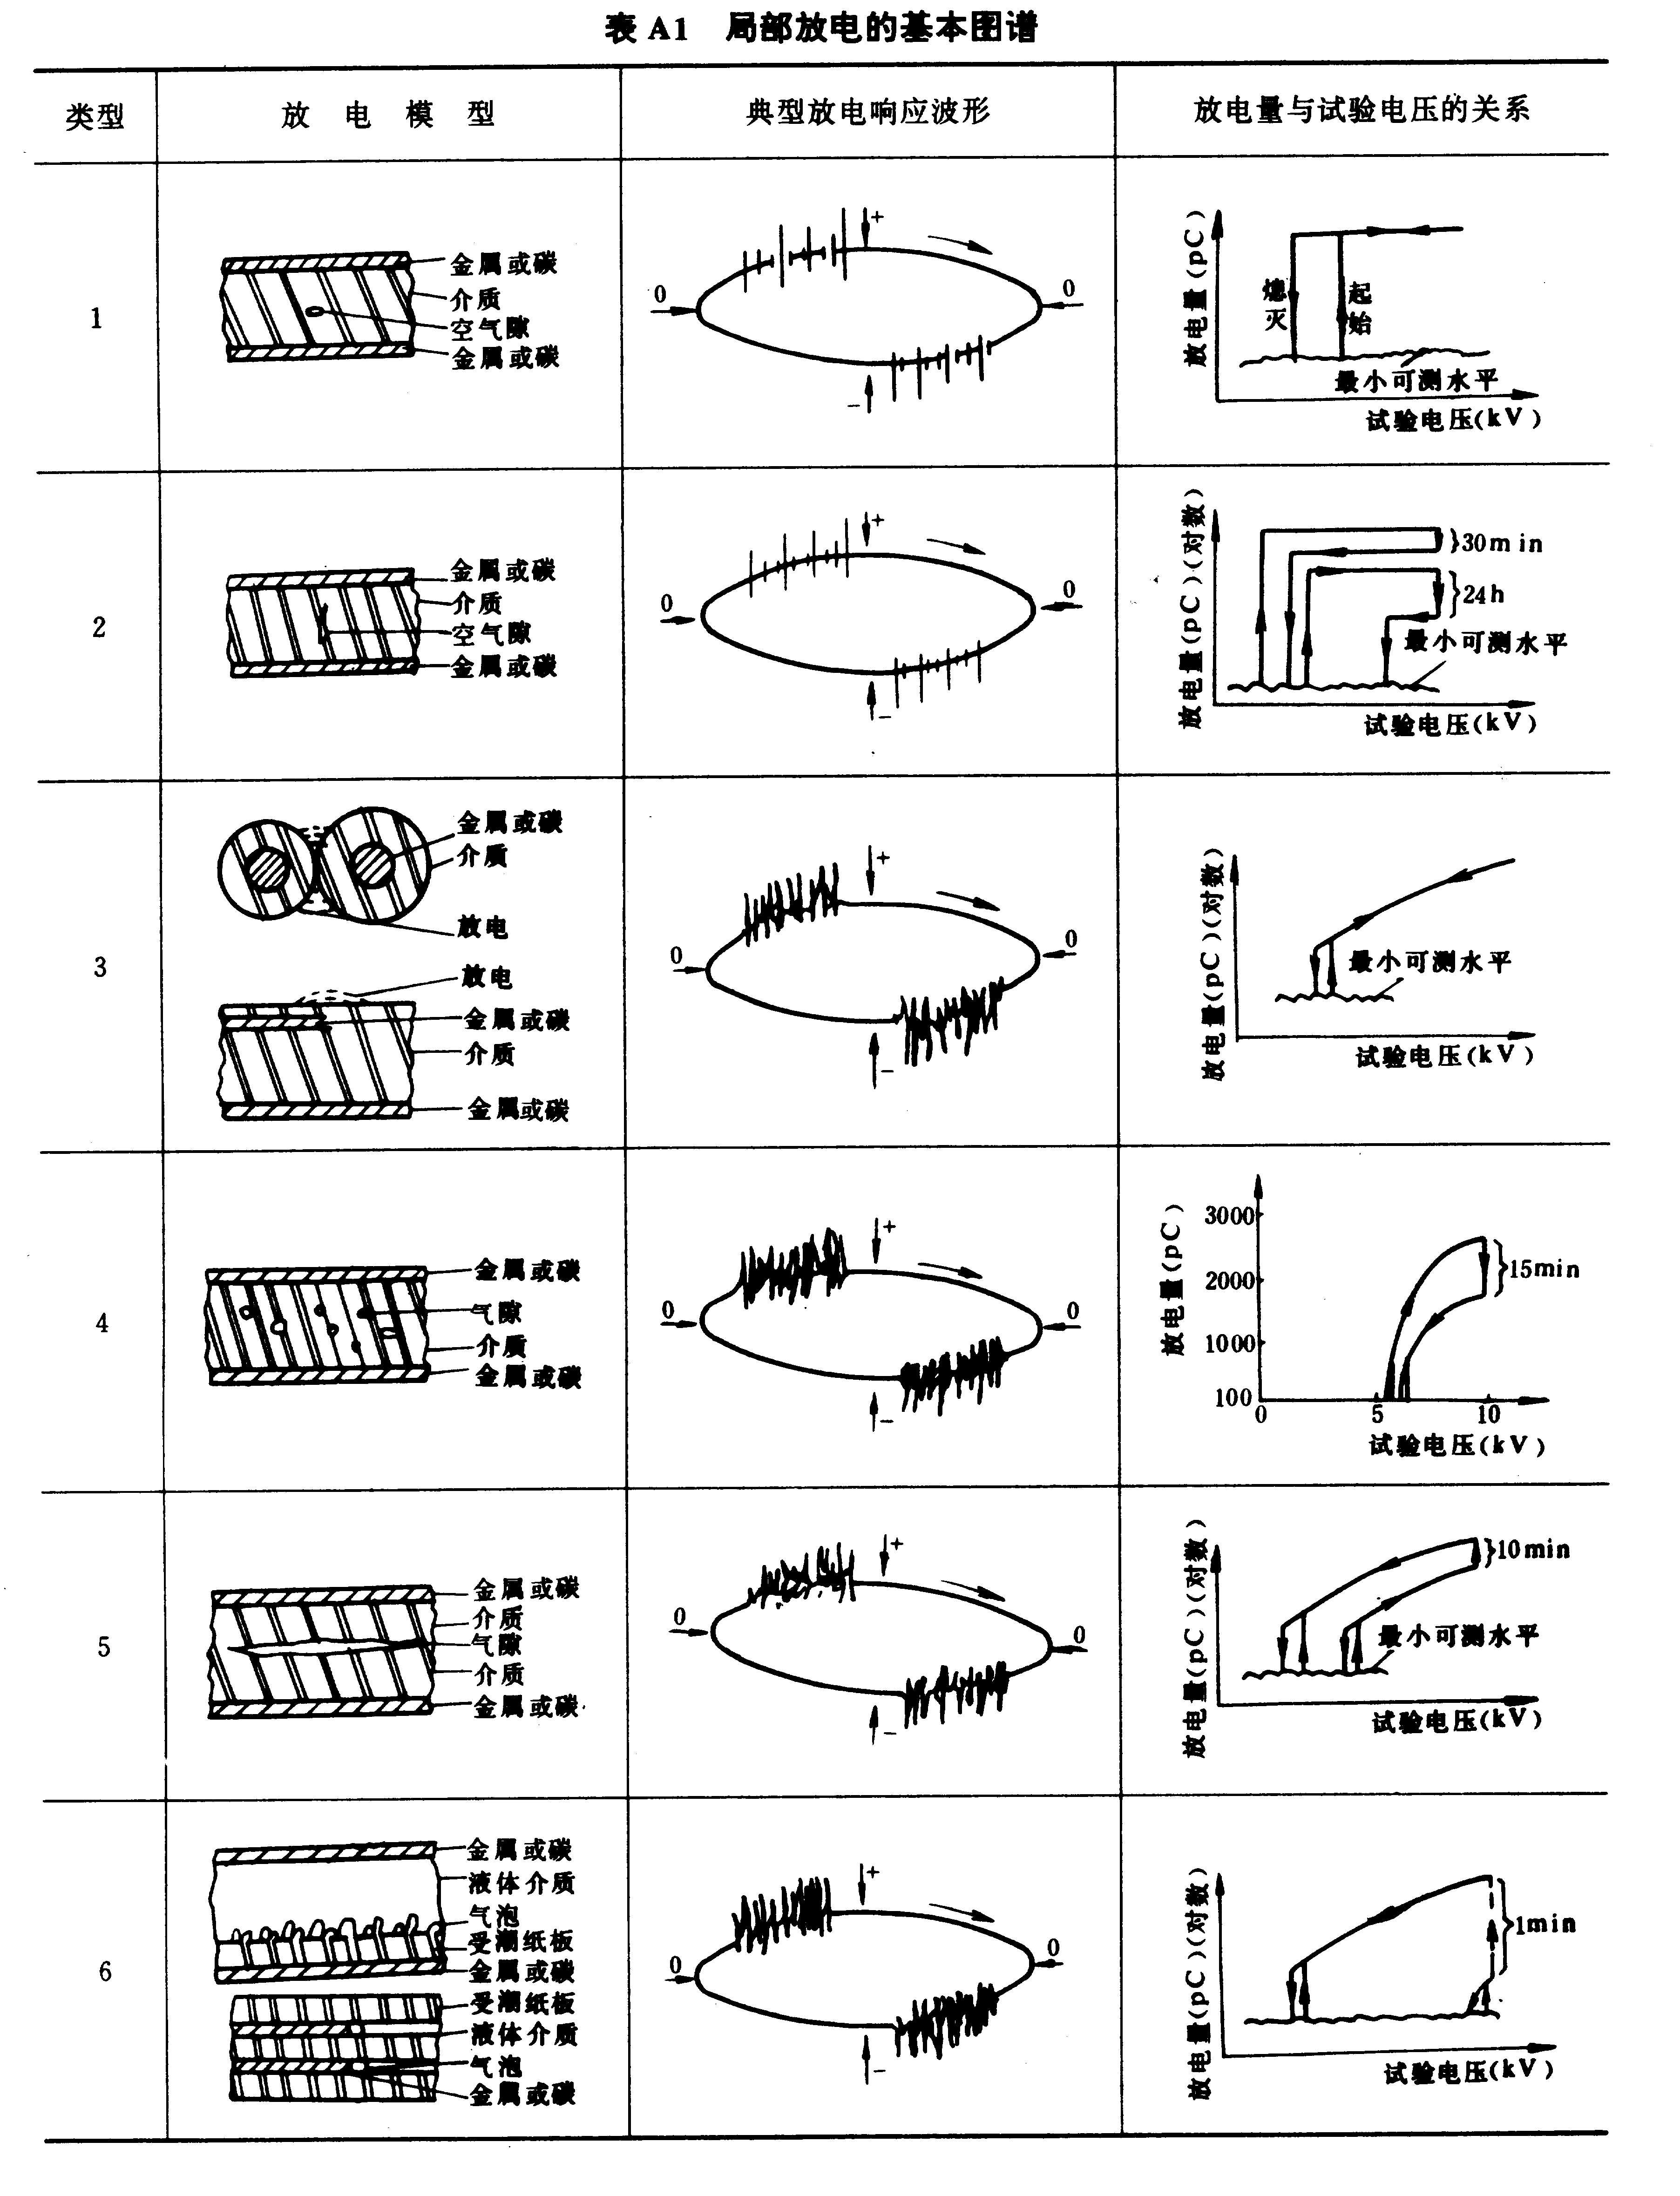 表 A1 局部放电的基本图谱
类型 放电模型 典型放电响应波形 放电量与试验电压的关系
1
金属或碳
介质
空气隙
金属或碳
+
0
0
-
放电量(pC)
熄灭
起始
最小可测水平
试验电压(kV)
2
金属或碳
介质
空气隙
金属或碳
+
0
0
-
放电量(pC)(对数)
}30min
}24h
最小可测水平
试验电压(kV)
3
金属或碳
介质
放电
放电
金属或碳
介质
金属或碳
+
0
0
-
放电量(pC)(对数)
最小可测水平
试验电压(kV)
4
金属或碳
气隙
介质
金属或碳
+
0
0
-
放电量(pC)
3000
2000
1000
100
0
5
10
}15min
试验电压(kV)
5
金属或碳
介质
气隙
介质
金属或碳
+
0
0
-
放电量(pC)(对数)
}10min
最小可测水平
试验电压(kV)
6
金属或碳
液体介质
气泡
受潮纸板
金属或碳
受潮纸板
液体介质
气泡
金属或碳
+
0
0
-
放电量(pC)(对数)
}1min
试验电压(kV)